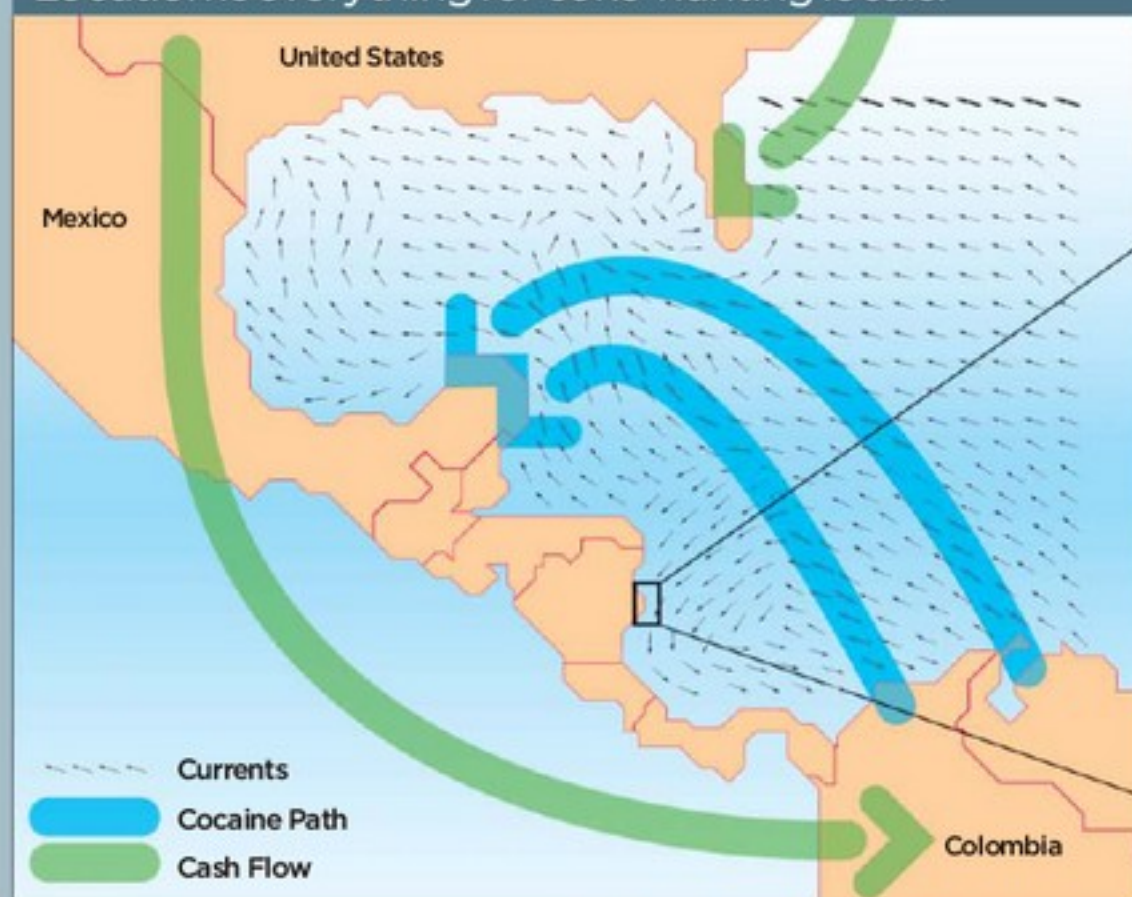 United States
Mexico
Currents
Cocaine Path
Cash Flow
Colombia